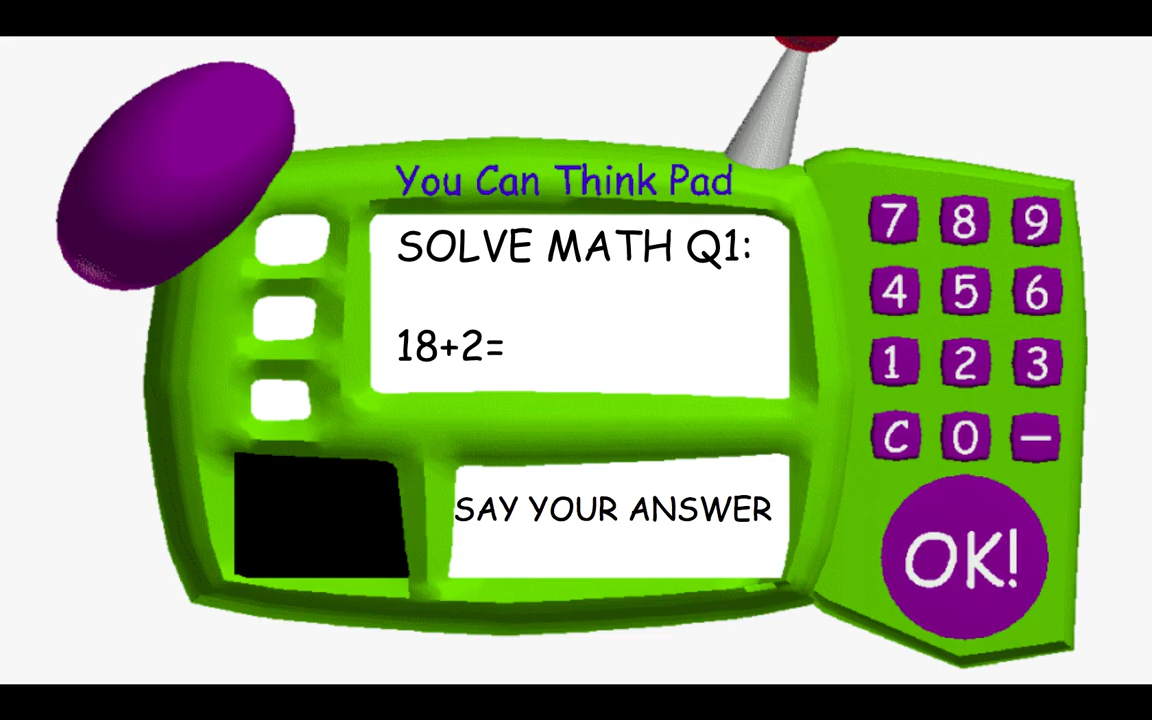 You Can Think Pad
SOLVE MATH Q1:
18+2=
SAY YOUR ANSWER
7 8 9
4 5 6
1 2 3
C 0 –
OK!